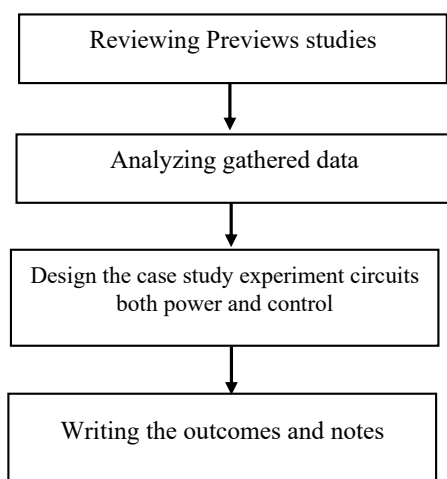 Reviewing Previews studies
Analyzing gathered data
Design the case study experiment circuits
both power and control
Writing the outcomes and notes